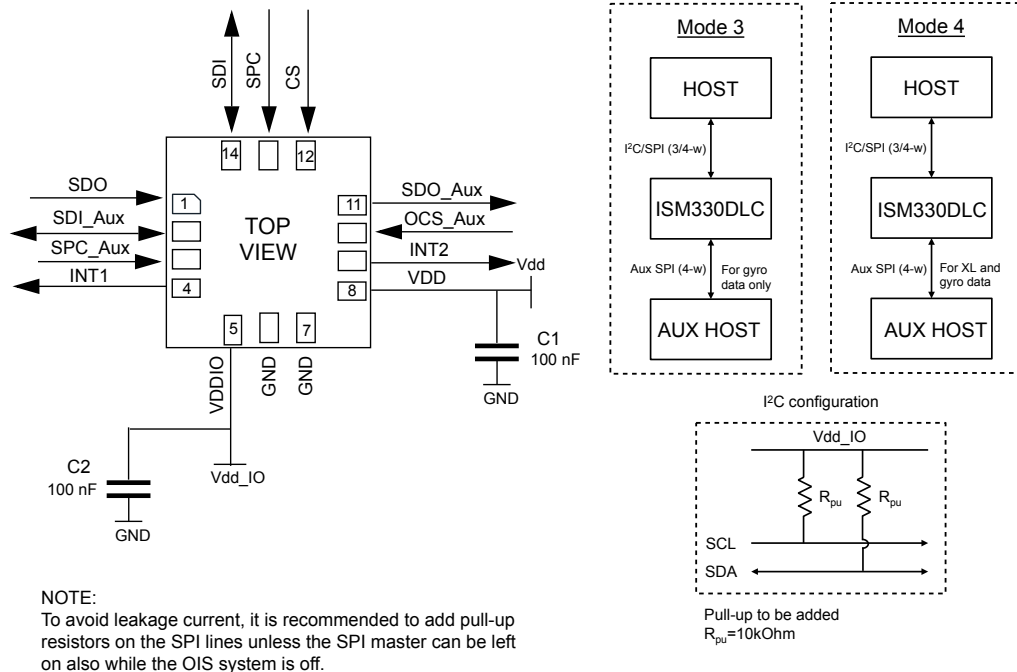 SDI
SPC
CS
14
12
SDO
SDI_Aux
SPC_Aux
INT1
1
4
TOP
VIEW
11
8
SDO_Aux
OCS_Aux
INT2
VDD
Vdd
5
7
VDDIO
GND
GND
C1
100 nF
GND
C2
100 nF
GND
Vdd_IO
NOTE:
To avoid leakage current, it is recommended to add pull-up
resistors on the SPI lines unless the SPI master can be left
on also while the OIS system is off.
Mode 3
HOST
I²C/SPI (3/4-w)
ISM330DLC
Aux SPI (4-w)
For gyro
data only
AUX HOST
Mode 4
HOST
I²C/SPI (3/4-w)
ISM330DLC
Aux SPI (4-w)
For XL and
gyro data
AUX HOST
I²C configuration
Vdd_IO
Rpu
Rpu
SCL
SDA
Pull-up to be added
Rpu=10kOhm